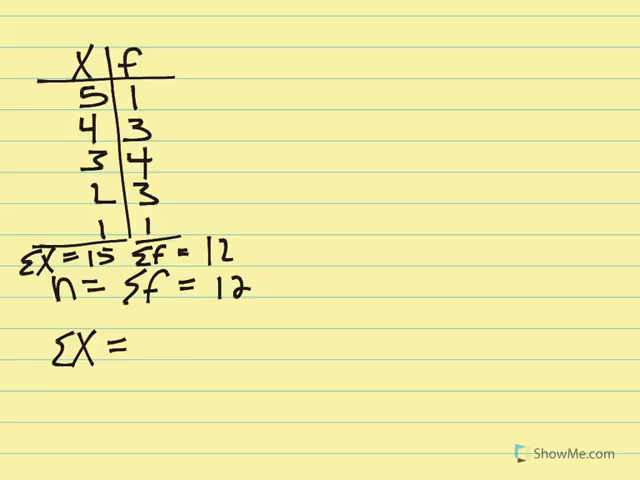 X f
5 1
4 3
3 4
2 3
1 1
ΣX = 15 Σf = 12
n = Σf = 12
ΣX =
ShowMe.com